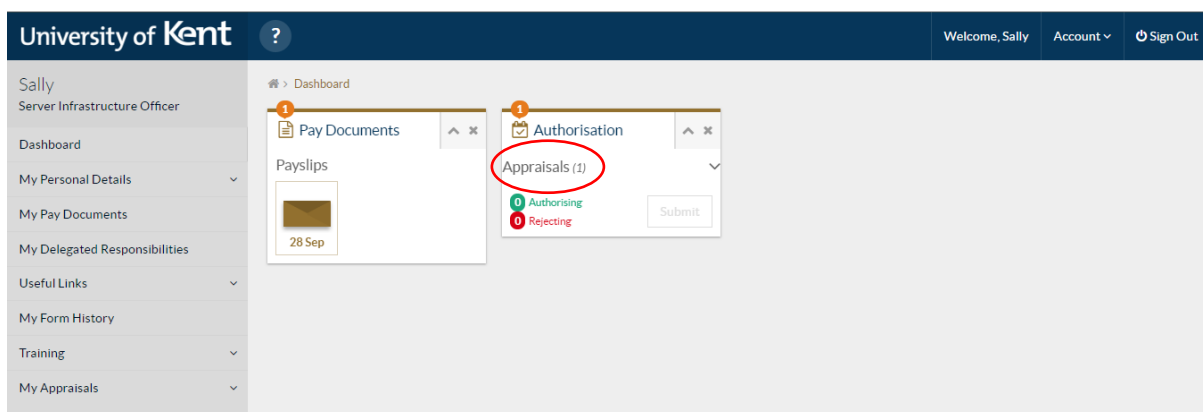 University of Kent ? Welcome, Sally Account Sign Out
Sally
Server Infrastructure Officer
Dashboard
My Personal Details
My Pay Documents
My Delegated Responsibilities
Useful Links
My Form History
Training
My Appraisals
> Dashboard
1
Pay Documents
Payslips
28 Sep
1
Authorisation
Appraisals (1)
0 Authorising
0 Rejecting
Submit